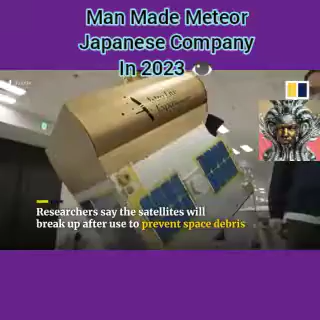 Man Made Meteor
Japanese Company
In 2023
Researchers say the satellites will
break up after use to prevent space debris